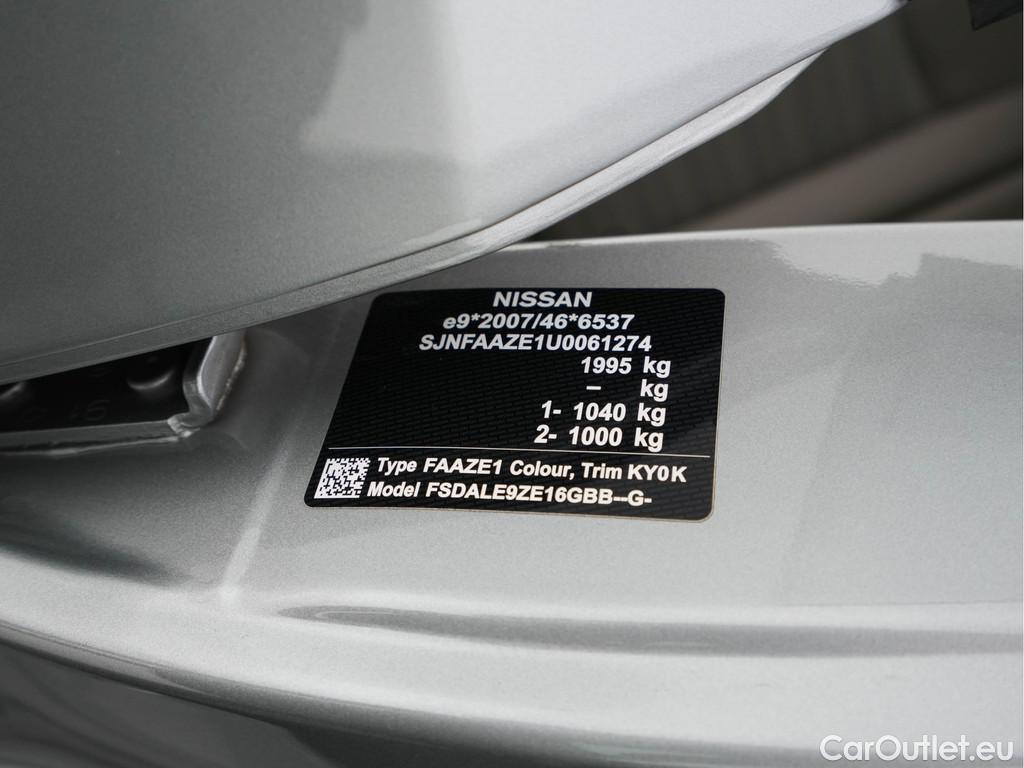 NISSAN
e9*2007/46*6537
SJNFAAZE1U0061274
1995 kg
– kg
1- 1040 kg
2- 1000 kg
Type FAAZE1 Colour, Trim KY0 K
Model FSDALE9ZE16GBB--G-
CarOutlet.eu